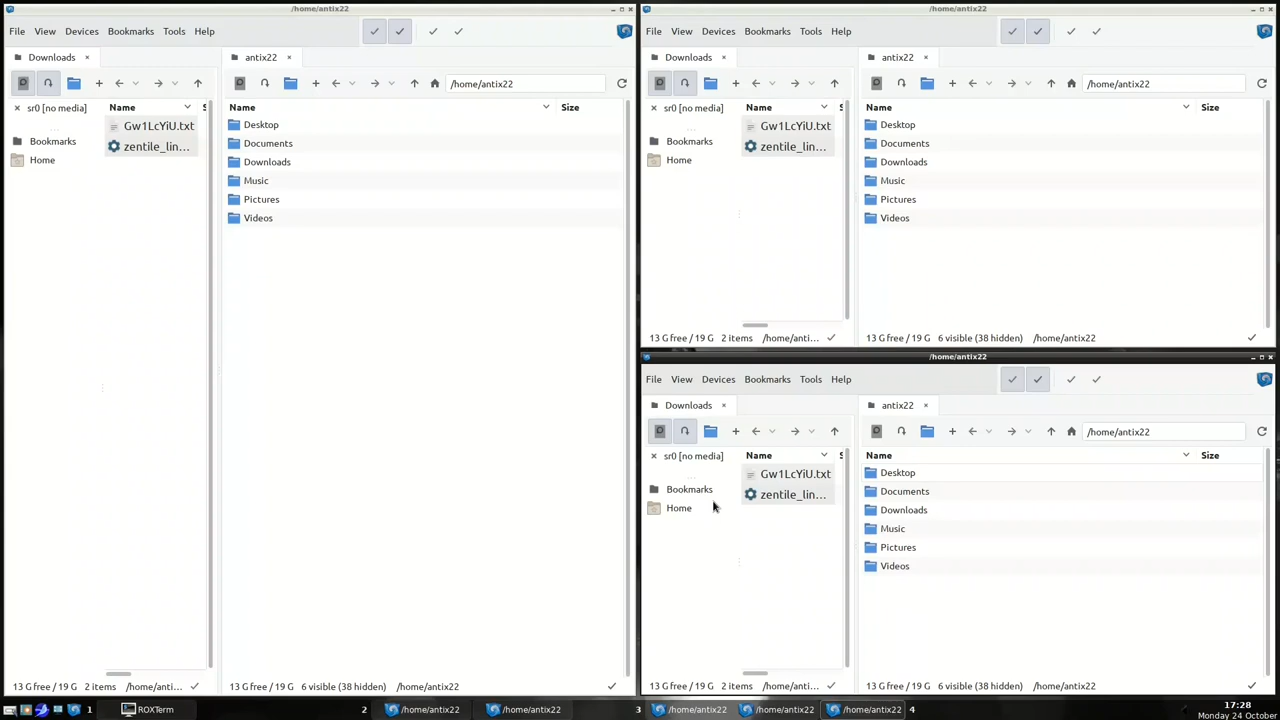 /home/antix22
File View Devices Bookmarks Tools Help
Downloads
antix22
/home/antix22
sr0 [no media]
Bookmarks
Home
Name
Gw1LcYiU.txt
zentile_lin...
Name Size
Desktop
Documents
Downloads
Music
Pictures
Videos
13 G free / 19 G 2 items /home/anti...
13 G free / 19 G 6 visible (38 hidden) /home/antix22
/home/antix22
File View Devices Bookmarks Tools Help
Downloads
antix22
/home/antix22
sr0 [no media]
Bookmarks
Home
Name
Gw1LcYiU.txt
zentile_lin...
Name Size
Desktop
Documents
Downloads
Music
Pictures
Videos
13 G free / 19 G 2 items /home/anti...
13 G free / 19 G 6 visible (38 hidden) /home/antix22
/home/antix22
File View Devices Bookmarks Tools Help
Downloads
antix22
/home/antix22
sr0 [no media]
Bookmarks
Home
Name
Gw1LcYiU.txt
zentile_lin...
Name Size
Desktop
Documents
Downloads
Music
Pictures
Videos
13 G free / 19 G 2 items /home/anti...
13 G free / 19 G 6 visible (38 hidden) /home/antix22
1 ROXTerm 2 /home/antix22 /home/antix22 3 /home/antix22 /home/antix22 /home/antix22 4
17:28
Monday 24 October